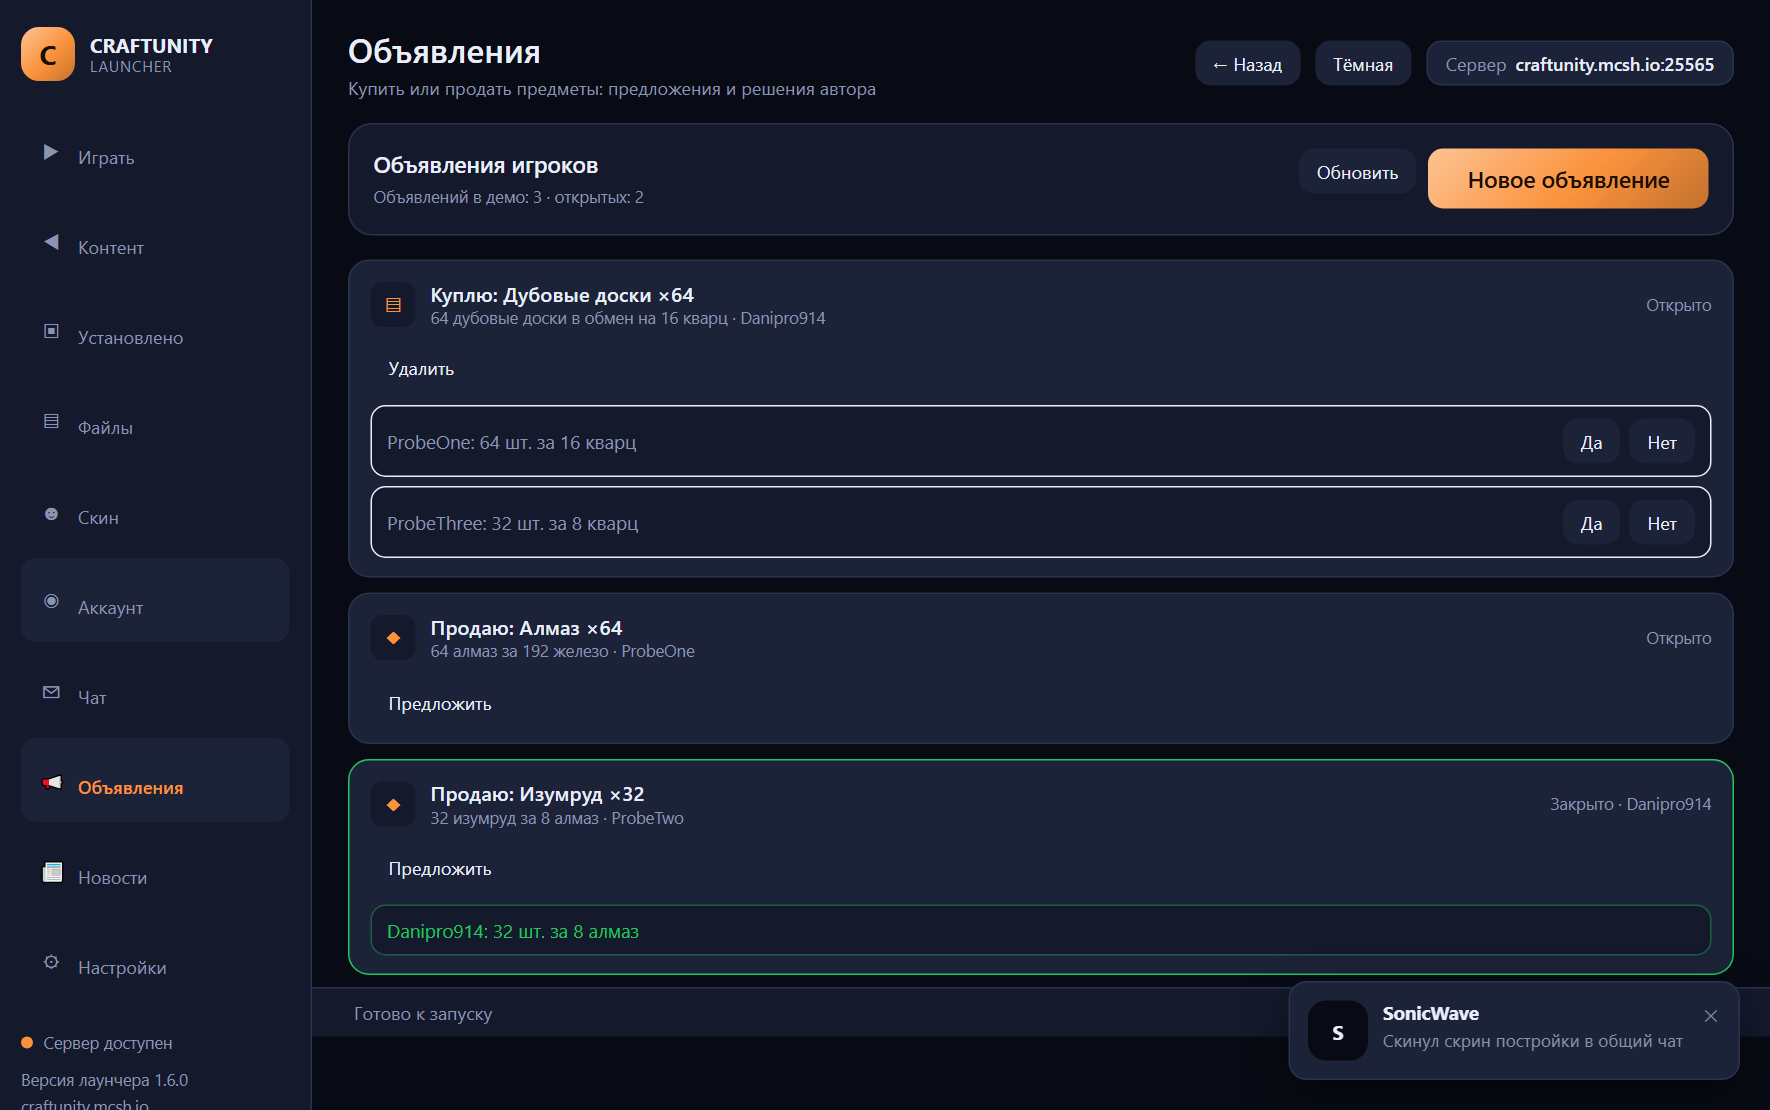 C
CRAFTUNITY
LAUNCHER
Играть
Контент
Установлено
Файлы
Скин
Аккаунт
Чат
Объявления
Новости
Настройки
Сервер доступен
Версия лаунчера 1.6.0
craftunity.mcsh.io
Объявления
Купить или продать предметы: предложения и решения автора
← Назад
Тёмная
Сервер craftunity.mcsh.io:25565
Объявления игроков
Объявлений в демо: 3 · открытых: 2
Обновить
Новое объявление
Куплю: Дубовые доски ×64
64 дубовые доски в обмен на 16 кварц · Danipro914
Открыто
Удалить
ProbeOne: 64 шт. за 16 кварц
Да
Нет
ProbeThree: 32 шт. за 8 кварц
Да
Нет
Продаю: Алмаз ×64
64 алмаз за 192 железо · ProbeOne
Открыто
Предложить
Продаю: Изумруд ×32
32 изумруд за 8 алмаз · ProbeTwo
Закрыто · Danipro914
Предложить
Danipro914: 32 шт. за 8 алмаз
Готово к запуску
S
SonicWave
Скинул скрин постройки в общий чат